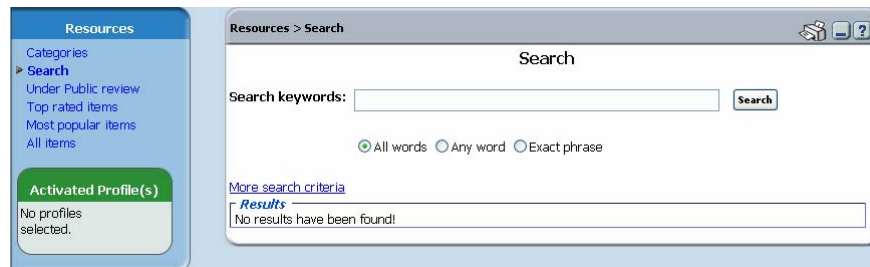 Resources
Categories
Search
Under Public review
Top rated items
Most popular items
All items
Activated Profile(s)
No profiles
selected.
Resources > Search
?
Search
Search keywords:
Search
All words Any word Exact phrase
More search criteria
Results
No results have been found!